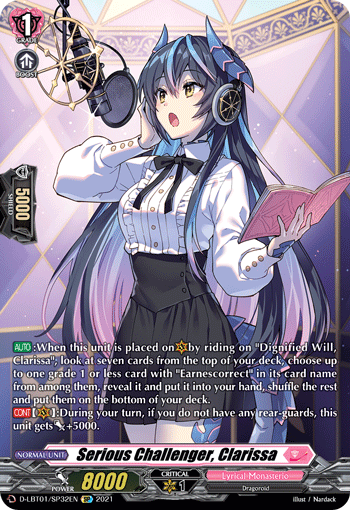 1
GRADE
BOOST
5000
SHIELD
AUTO:When this unit is placed on by riding on "Dignified Will,
Clarissa", look at seven cards from the top of your deck, choose up
to one grade 1 or less card with "Earnescorrect" in its card name
from among them, reveal it and put it into your hand, shuffle the rest
and put them on the bottom of your deck.
CONT[]:During your turn, if you do not have any rear-guards, this
unit gets +5000.
NORMAL UNIT
Serious Challenger, Clarissa
POWER 8000
CRITICAL
1
Lyrical Monasterio
Dragoroid
D-LBT01/SP32EN SP 2021
Illust / Nardack